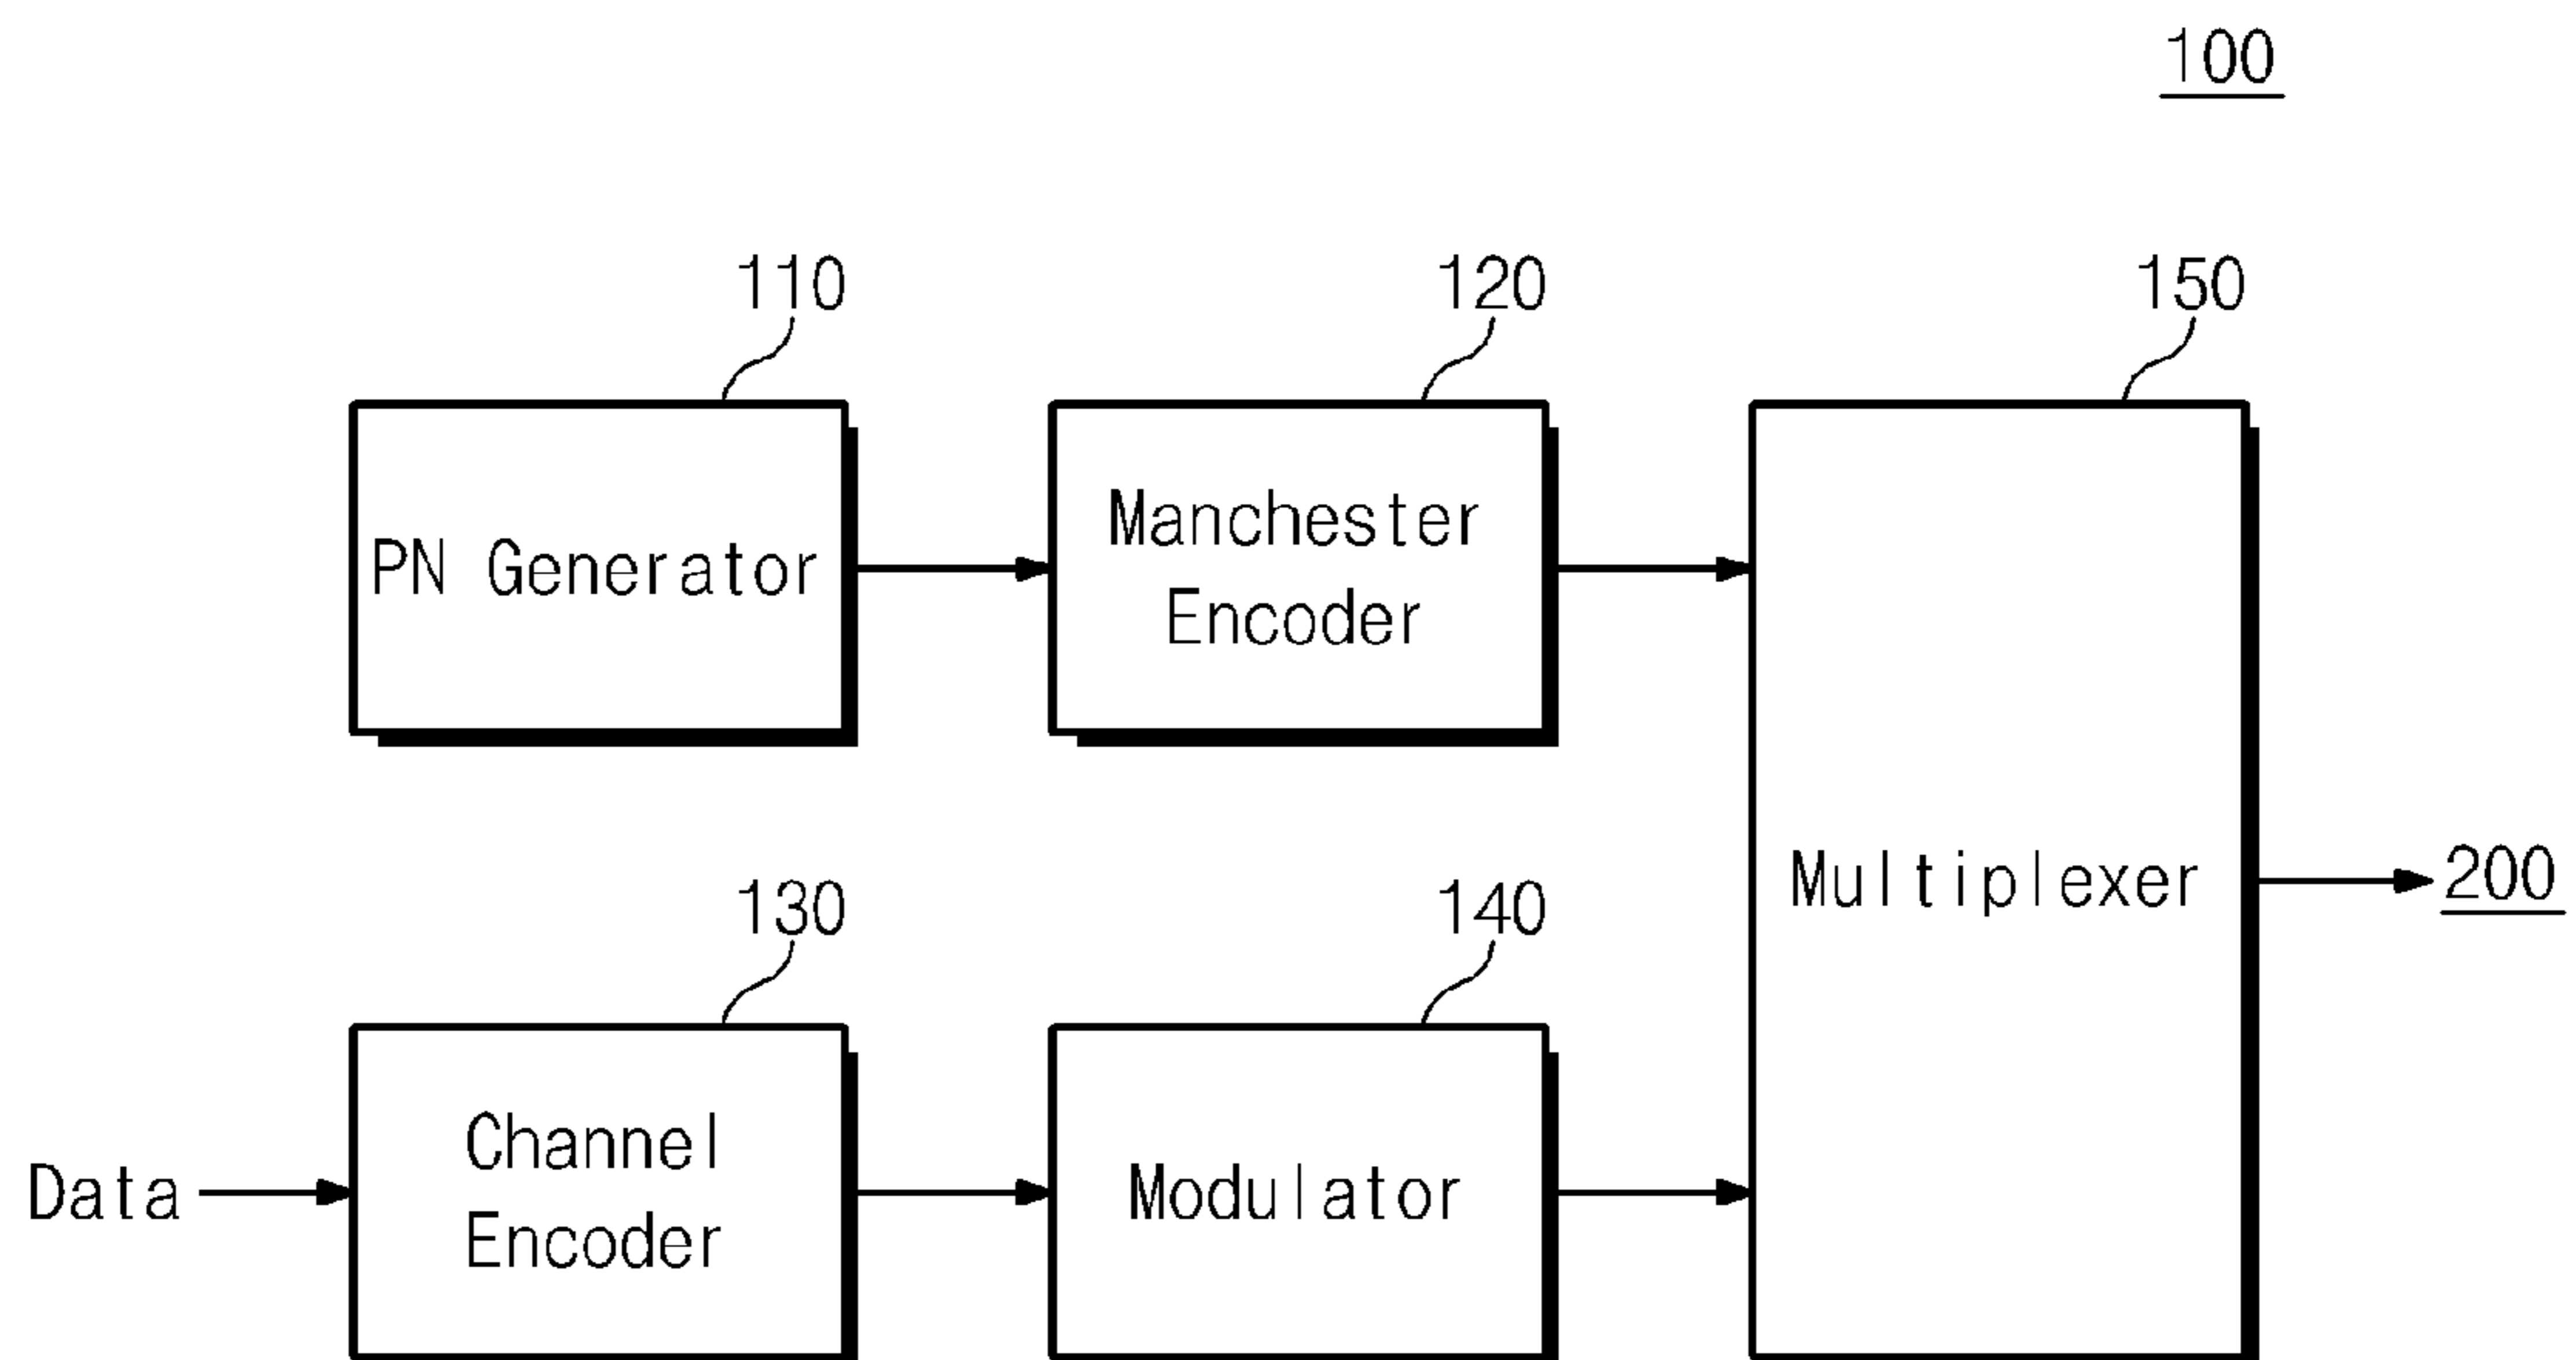 100
110
120
150
PN Generator
Manchester
Encoder
130
140
Multiplexer
200
Data
Channel
Encoder
Modulator